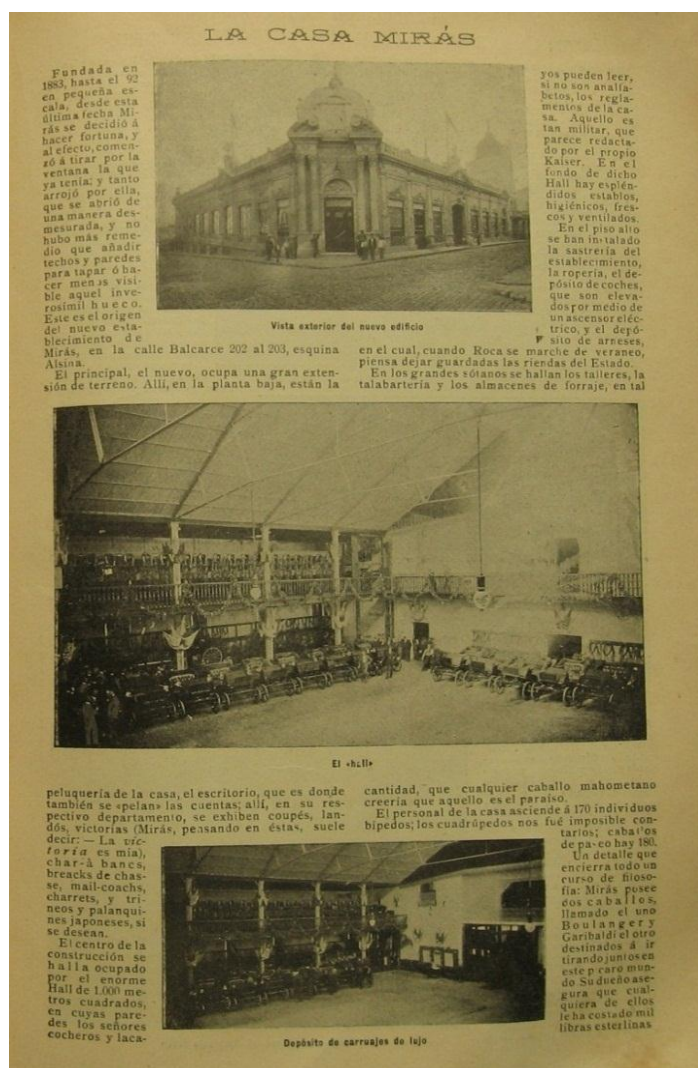 LA CASA MIRÁS
Fundada en
1883, hasta el 92
en pequeña es-
cala, desde esta
última fecha Mi-
rás se decidió á
hacer fortuna, y
al efecto, comen-
zó á tirar por la
ventana la que
ya tenía; y tanto
arrojó por ella,
que se abrió de
una manera des-
mesurada, y no
hubo más reme-
dio que añadir
techos y paredes
para tapar ó ha-
cer menos visi-
ble aquel inve-
rosímil hueco.
Este es el origen
del nuevo esta-
blecimiento de
Mirás, en la calle Balcarce 202 al 203, esquina
Alsina.
El principal, el nuevo, ocupa una gran exten-
sión de terreno. Allí, en la planta baja, están la
Vista exterior del nuevo edificio
yos pueden leer,
si no son analfa-
betos, los regla-
mentos de la ca-
sa. Aquello es
tan militar, que
parece redacta-
do por el propio
Kaiser. En el
fondo de dicho
Hall hay esplén-
didos establos,
higiénicos, fres-
cos y ventilados.
En el piso alto
se han instalado
la sastrería del
establecimiento,
la ropería, el de-
pósito de coches,
que son eleva-
dos por medio de
un ascensor eléc-
trico, y el depó-
sito de arneses,
en el cual, cuando Roca se marche de veraneo,
piensa dejar guardadas las riendas del Estado.
En los grandes sótanos se hallan los talleres, la
talabartería y los almacenes de forraje, en tal
El «hall»
peluquería de la casa, el escritorio, que es donde
también se «pelan» las cuentas; allí, en su res-
pectivo departamento, se exhiben coupés, lan-
dós, victorias (Mirás, pensando en éstas, suele
decir: — La vic-
toria es mía),
char-à bancs,
breacks de chas-
se, mail-coachs,
charrets, y tri-
neos y palanqui-
nes japoneses, si
se desean.
El centro de la
construcción se
halla ocupado
por el enorme
Hall de 1.000 me-
tros cuadrados,
en cuyas pare-
des los señores
cocheros y laca-
cantidad, que cualquier caballo mahometano
creería que aquello es el paraíso.
El personal de la casa asciende á 170 individuos
bípedos; los cuadrúpedos nos fué imposible con-
tarlos; caballos
de paseo hay 180.
Un detalle que
encierra todo un
curso de filoso-
fía: Mirás posee
dos caballos,
llamado el uno
Boulanger y
Garibaldi el otro
destinados á ir
tirando juntos en
este pícaro mun-
do Su dueño ase-
gura que cual-
quiera de ellos
le ha costado mil
libras esterlinas
Depósito de carruajes de lujo